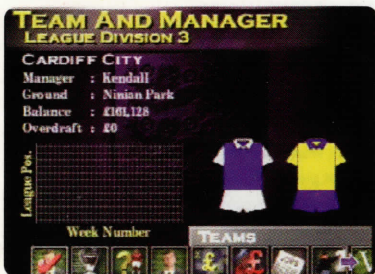 TEAM AND MANAGER
LEAGUE DIVISION 3
CARDIFF CITY
Manager : Kendall
Ground : Ninian Park
Balance : £161,128
Overdraft : £0
League Pos.
Week Number
TEAMS